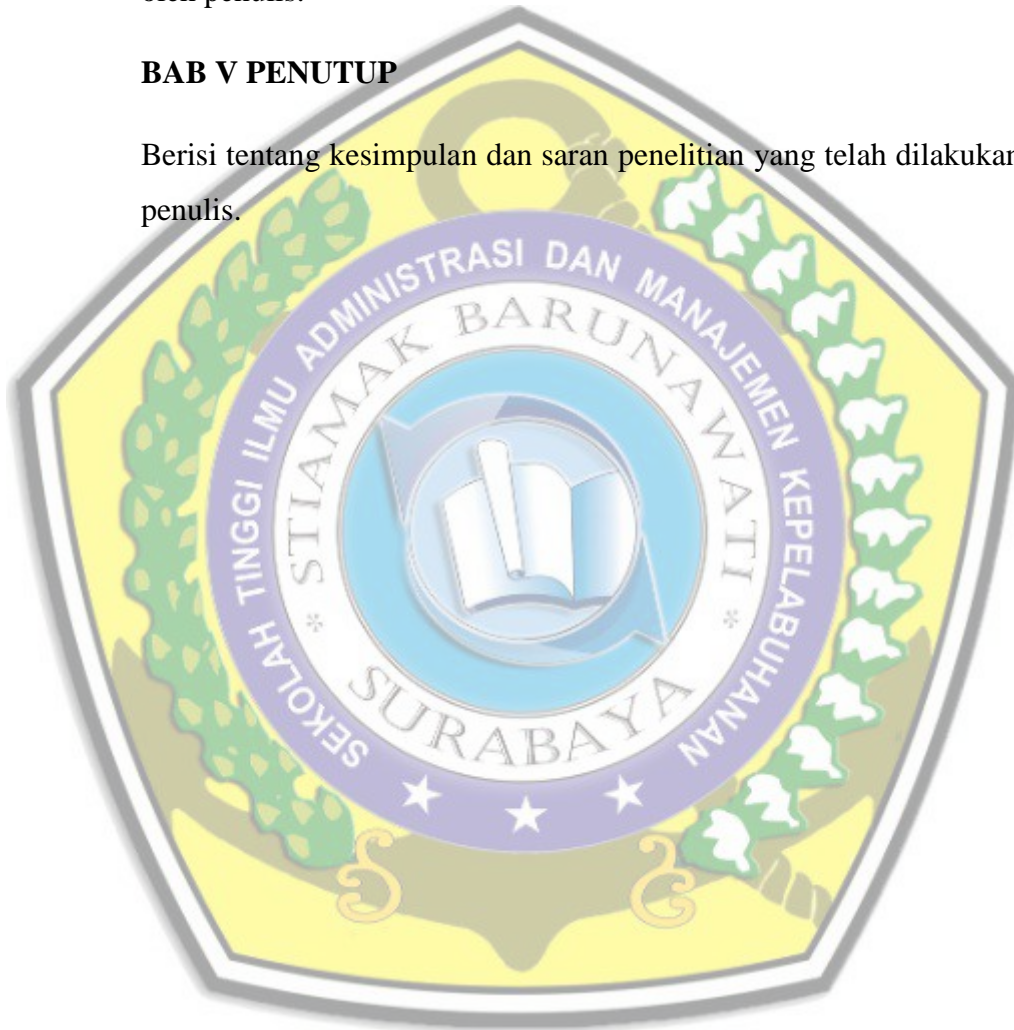 oleh penulis.
BAB V PENUTUP
Berisi tentang kesimpulan dan saran penelitian yang telah dilakukan
penulis.
SEKOLAH TINGGI ILMU ADMINISTRASI DAN MANAJEMEN KEPELABUHANAN
* STIAMAK BARUNAWATI *
SURABAYA